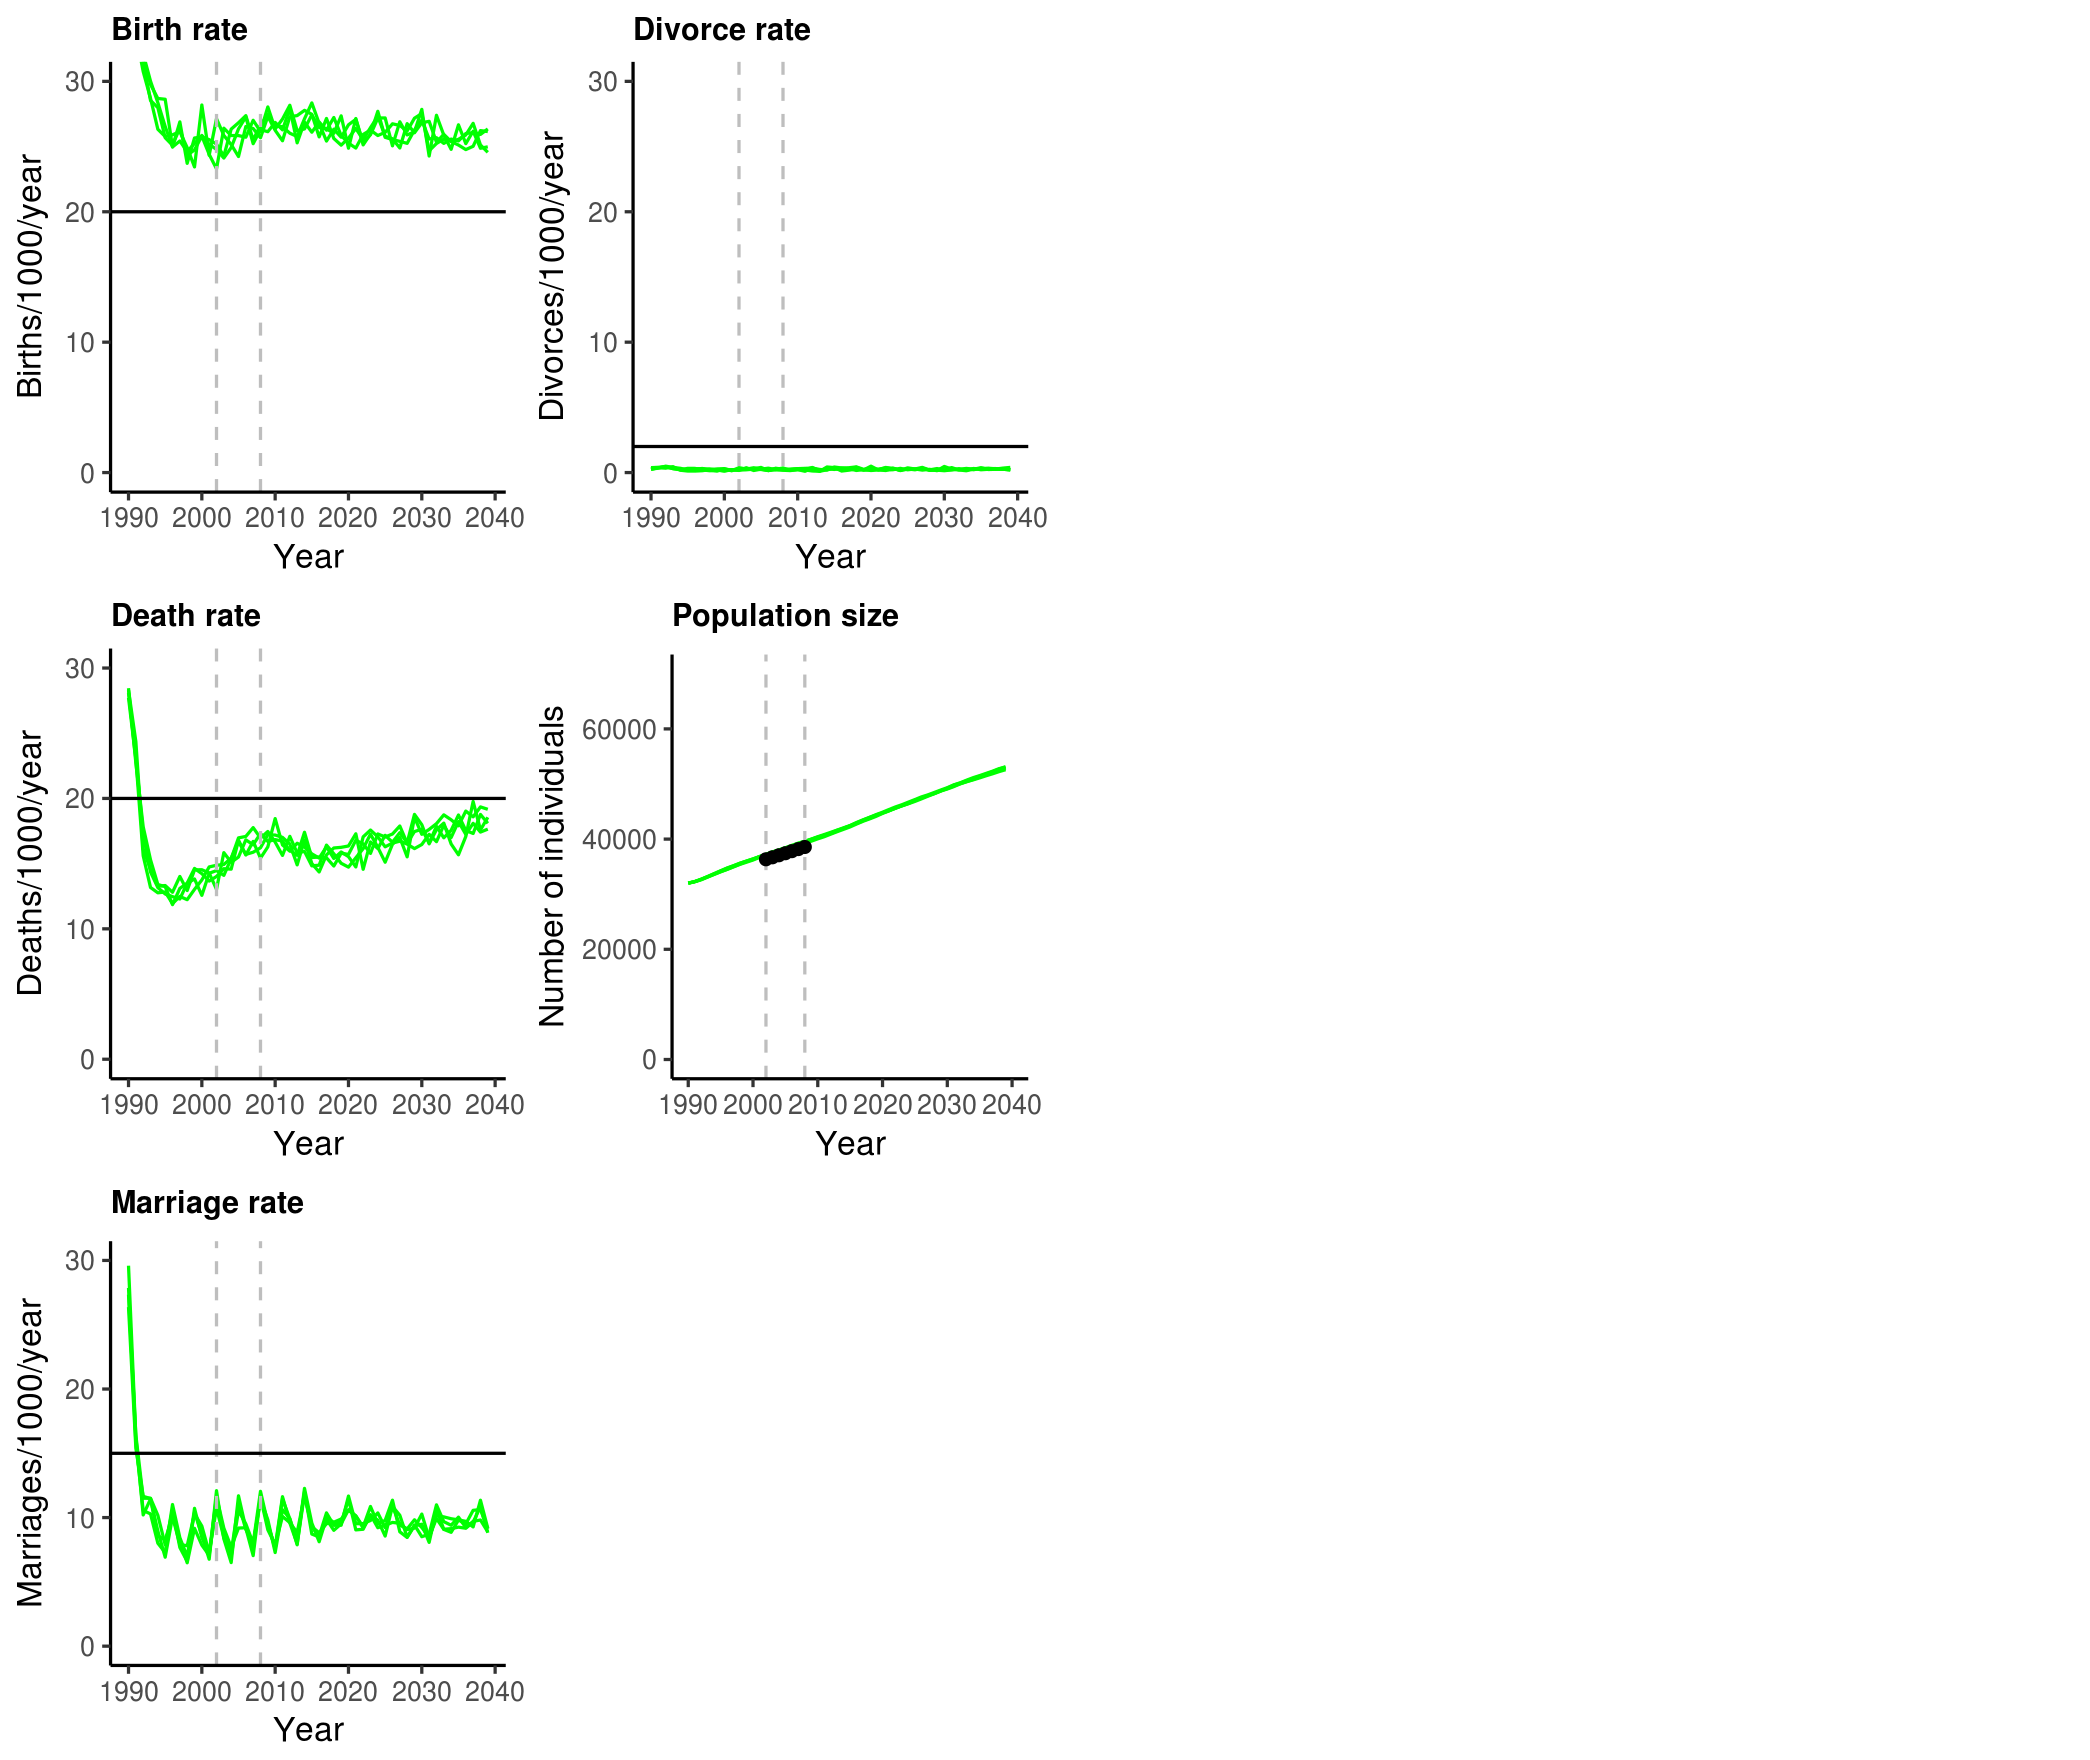 Birth rate
Births/1000/year
30
20
10
0
1990 2000 2010 2020 2030 2040
Year
Divorce rate
Divorces/1000/year
30
20
10
0
1990 2000 2010 2020 2030 2040
Year
Death rate
Deaths/1000/year
30
20
10
0
1990 2000 2010 2020 2030 2040
Year
Population size
Number of individuals
60000
40000
20000
0
1990 2000 2010 2020 2030 2040
Year
Marriage rate
Marriages/1000/year
30
20
10
0
1990 2000 2010 2020 2030 2040
Year